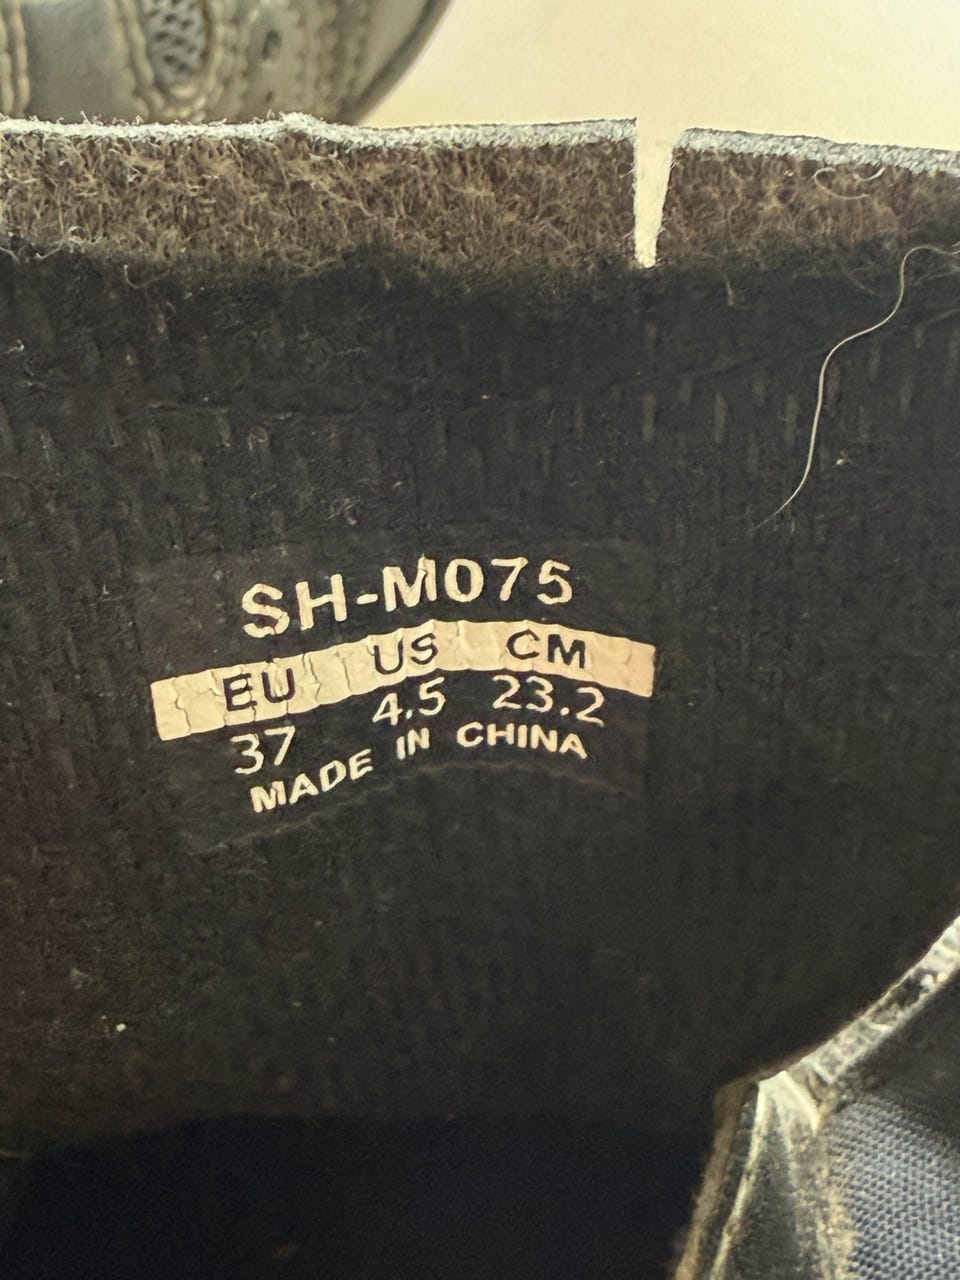 SH-M075
EU US CM
37 4.5 23.2
MADE IN CHINA